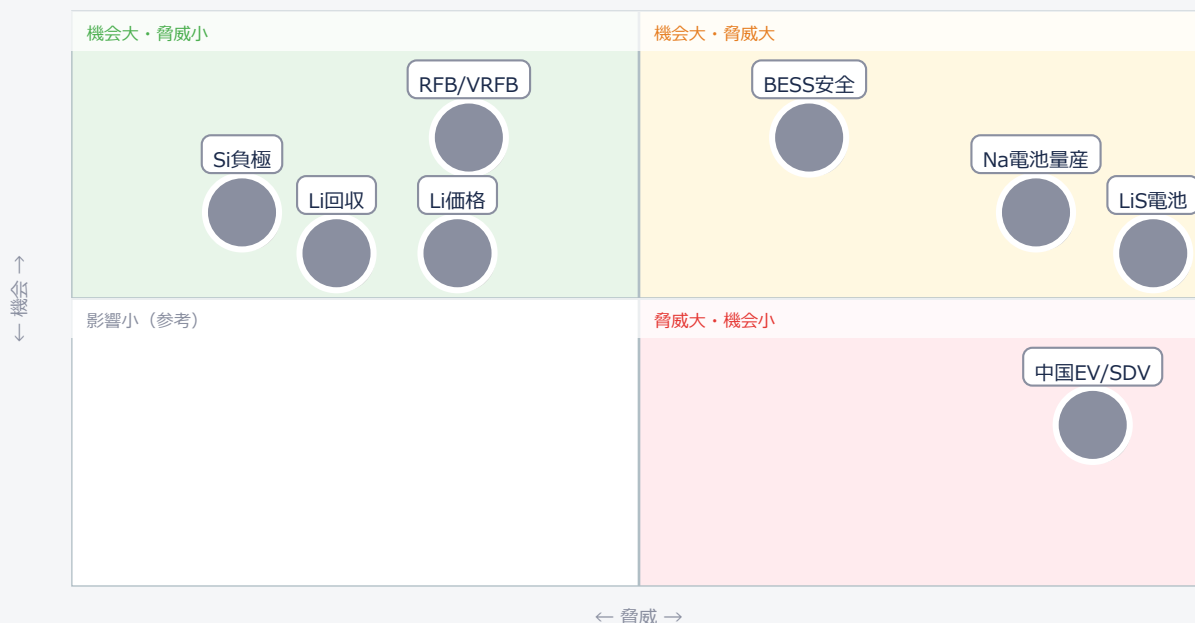 機会大・脅威小
機会大・脅威大
RFB/VRFB
BESS安全
Si負極
Na電池量産
Li回収
Li価格
LiS電池
← 機会 →
影響小（参考）
脅威大・機会小
中国EV/SDV
← 脅威 →